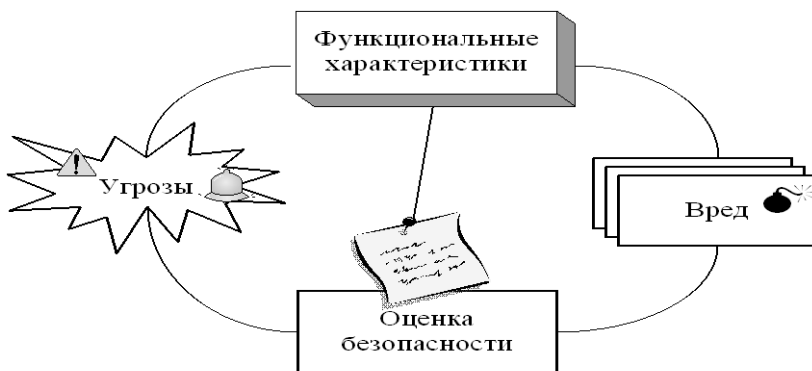 Функциональные
характеристики
Угрозы
Вред
Оценка
безопасности